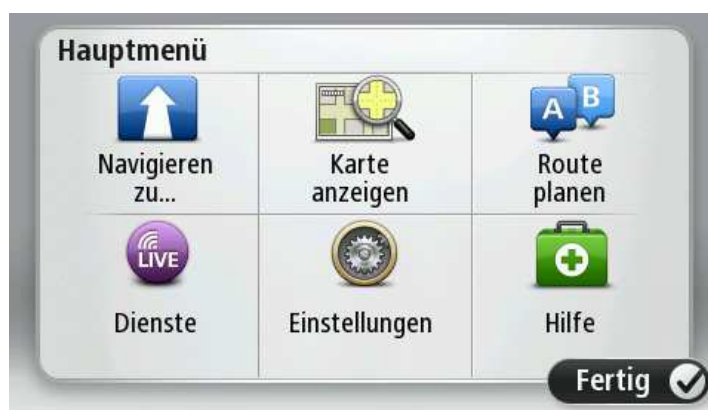 Hauptmenü
A B
Navigieren
zu...
Karte
anzeigen
Route
planen
LIVE
Dienste
Einstellungen
Hilfe
Fertig